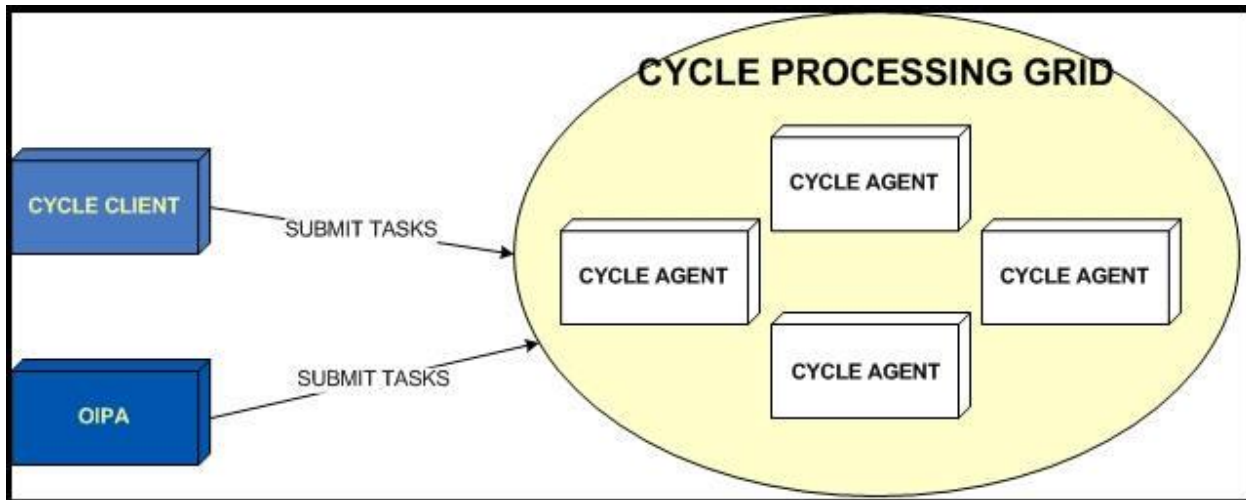 CYCLE PROCESSING GRID
CYCLE AGENT
CYCLE CLIENT
SUBMIT TASKS
CYCLE AGENT
CYCLE AGENT
CYCLE AGENT
SUBMIT TASKS
OIPA